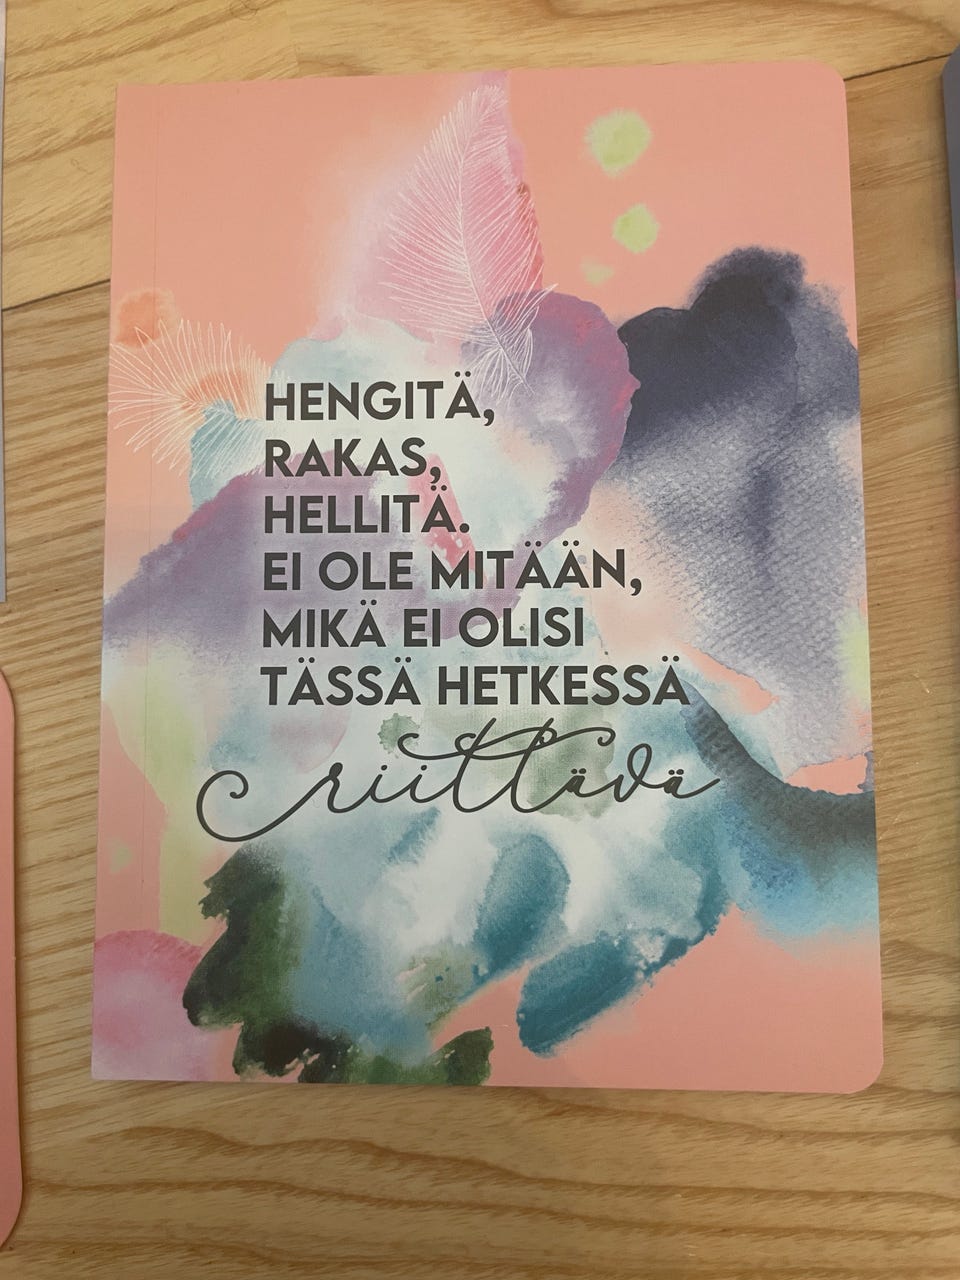 HENGITÄ,
RAKAS,
HELLITÄ.
EI OLE MITÄÄN,
MIKÄ EI OLISI
TÄSSÄ HETKESSÄ
riittävä